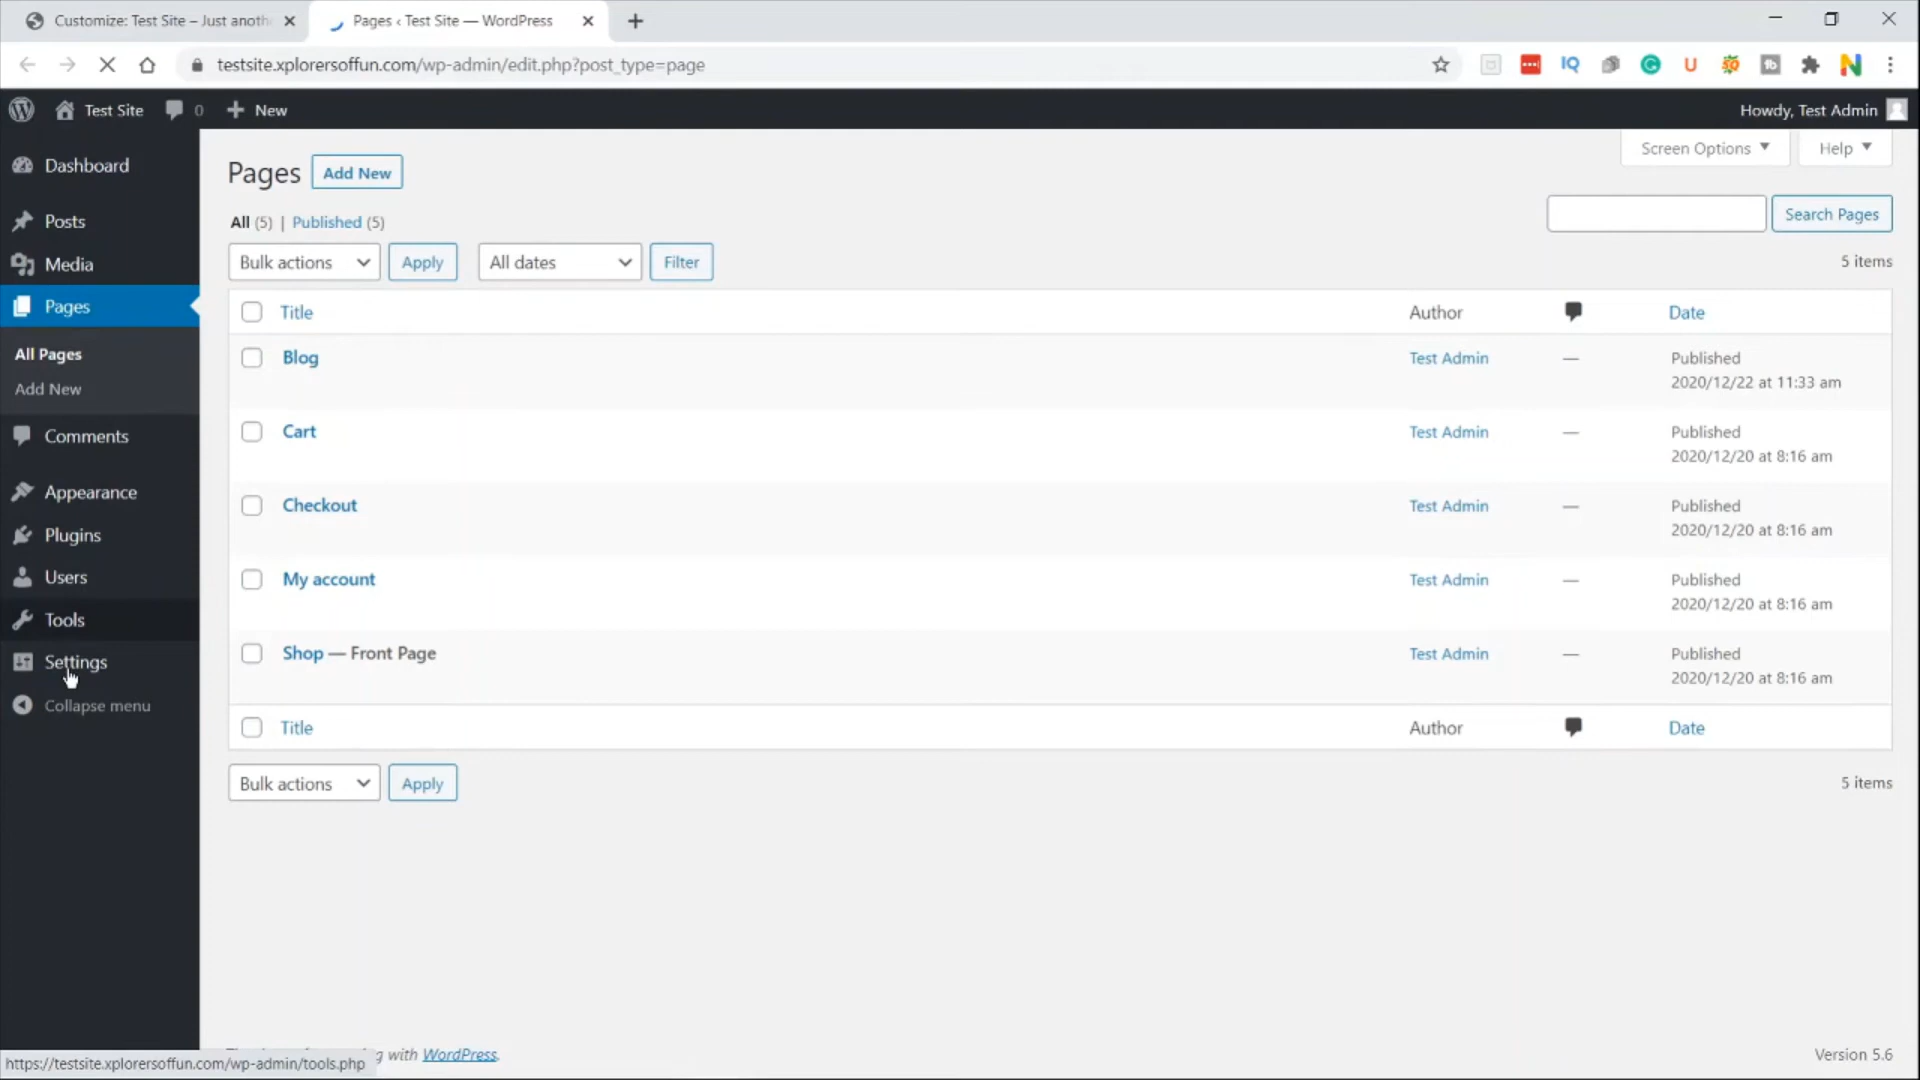 Customize: Test Site – Just anoth
Pages ‹ Test Site — WordPress
testsite.xplorersoffun.com/wp-admin/edit.php?post_type=page
Test Site 0 New
Howdy, Test Admin
Dashboard
Posts
Media
Pages
All Pages
Add New
Comments
Appearance
Plugins
Users
Tools
Settings
Collapse menu
Screen Options Help
Pages Add New
All (5) | Published (5)
Search Pages
Bulk actions Apply All dates Filter
5 items
Title Author Date
Blog Test Admin — Published
2020/12/22 at 11:33 am
Cart Test Admin — Published
2020/12/20 at 8:16 am
Checkout Test Admin — Published
2020/12/20 at 8:16 am
My account Test Admin — Published
2020/12/20 at 8:16 am
Shop — Front Page Test Admin — Published
2020/12/20 at 8:16 am
Title Author Date
Bulk actions Apply
5 items
with WordPress.
Version 5.6
https://testsite.xplorersoffun.com/wp-admin/tools.php